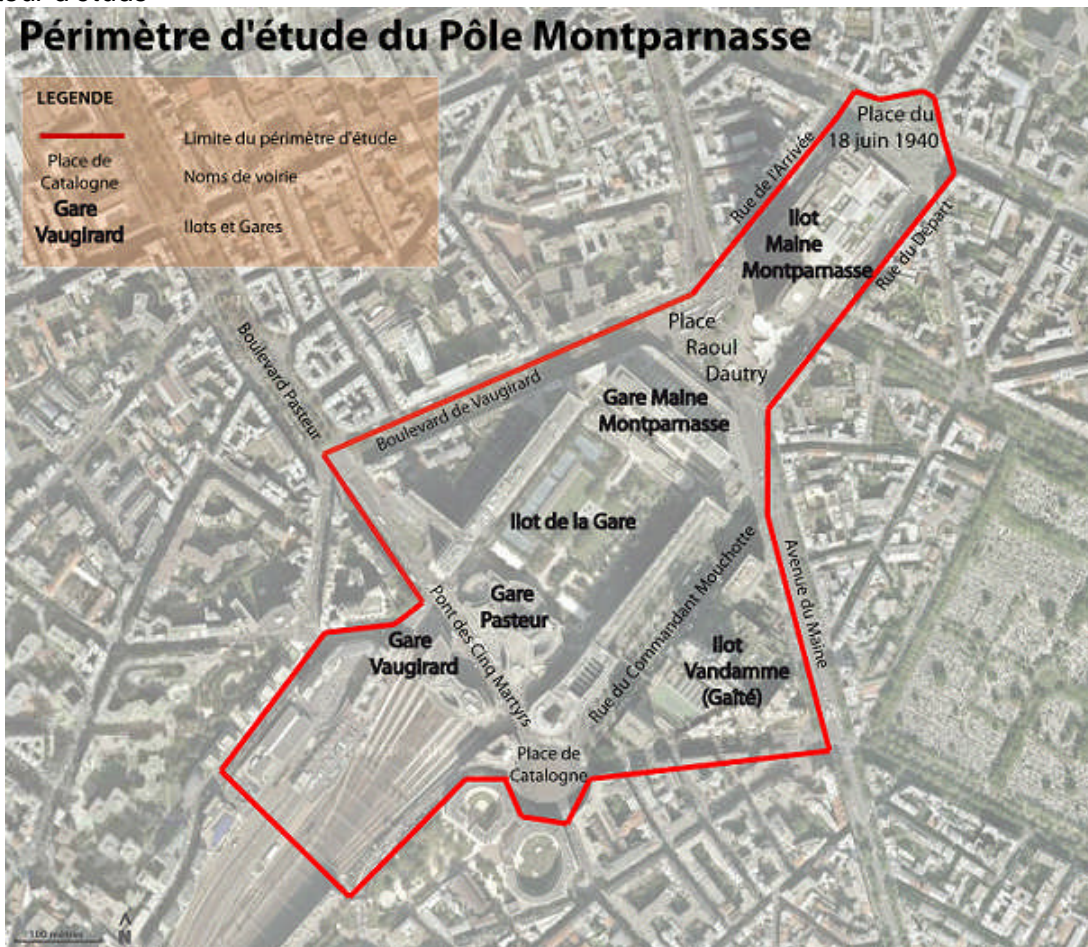 Périmètre d'étude du Pôle Montparnasse
LEGENDE
Limite du périmètre d'étude
Place de
Catalogne
Noms de voirie
Gare
Vaugirard
Ilots et Gares
Place du
18 juin 1940
Rue de l'Arrivée
Ilot
Maine
Montparnasse
Rue du Départ
Place
Raoul
Dautry
Boulevard Pasteur
Boulevard de Vaugirard
Gare Maine
Montparnasse
Ilot de la Gare
Rue du Commandant Mouchotte
Avenue du Maine
Gare
Pasteur
Pont des Cinq Martyrs
Gare
Vaugirard
Ilot
Vandamme
(Gaîté)
Place de
Catalogne
100 mètres
N